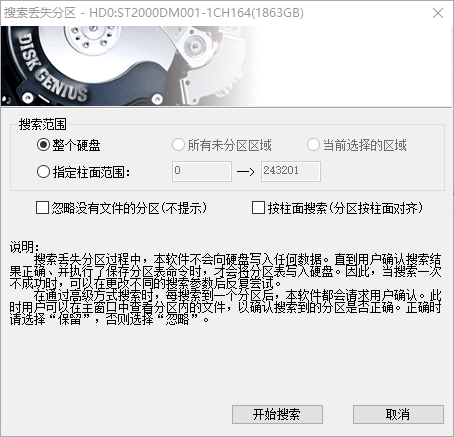 搜索丢失分区 - HD0:ST2000DM001-1CH164(1863GB)
DISK GENIUS
搜索范围
整个硬盘 所有未分区区域 当前选择的区域
指定柱面范围: 0 —> 243201
忽略没有文件的分区(不提示) 按柱面搜索(分区按柱面对齐)
说明:
搜索丢失分区过程中，本软件不会向硬盘写入任何数据。直到用户确认搜索结
果正确、并执行了保存分区表命令时，才会将分区表写入硬盘。因此，当搜索一次
不成功时，可以在更改不同的搜索参数后反复尝试。
在通过高级方式搜索时，每搜索到一个分区后，本软件都会请求用户确认。此
时用户可以在主窗口中查看分区内的文件，以确认搜索到的分区是否正确。正确时
请选择“保留”，否则选择“忽略”。
开始搜索 取消